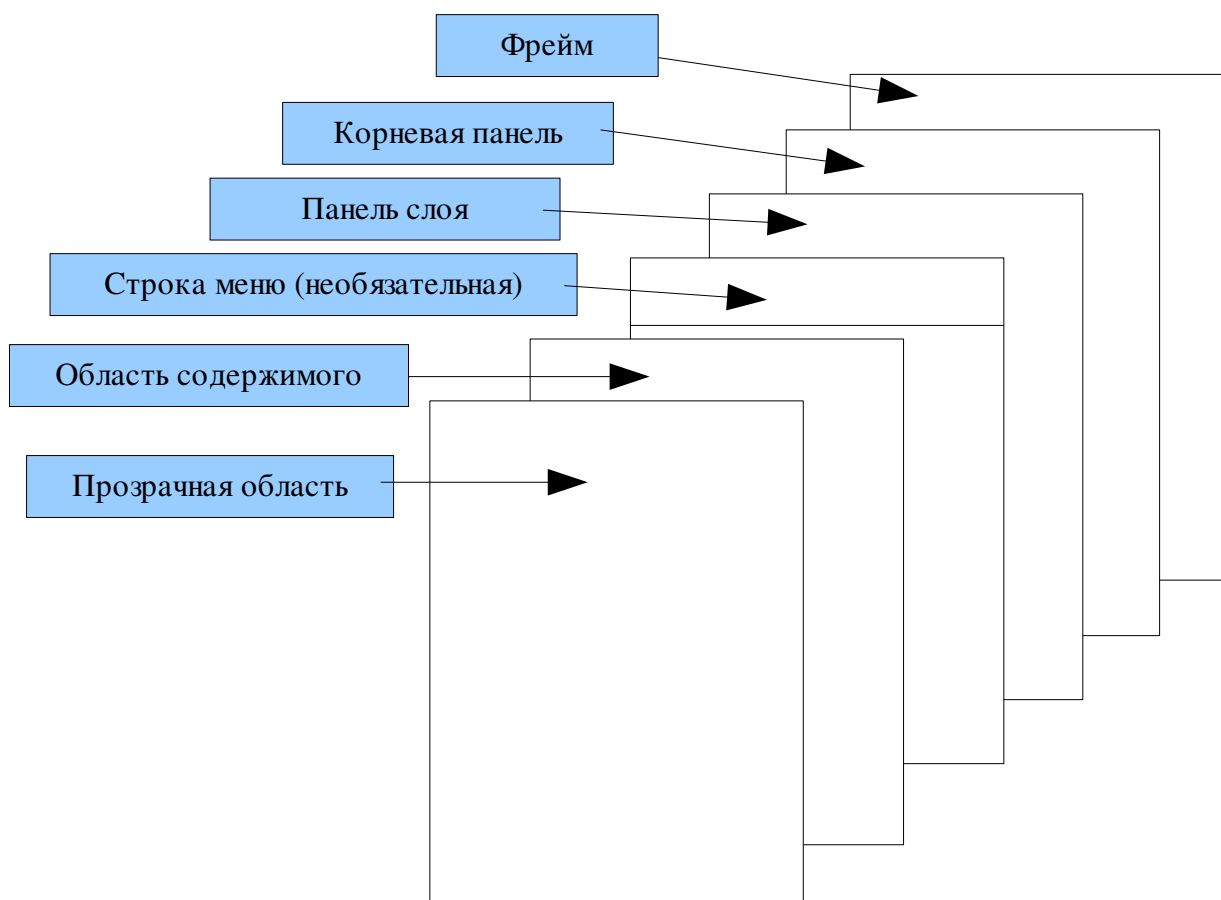 Фрейм
Корневая панель
Панель слоя
Строка меню (необязательная)
Область содержимого
Прозрачная область